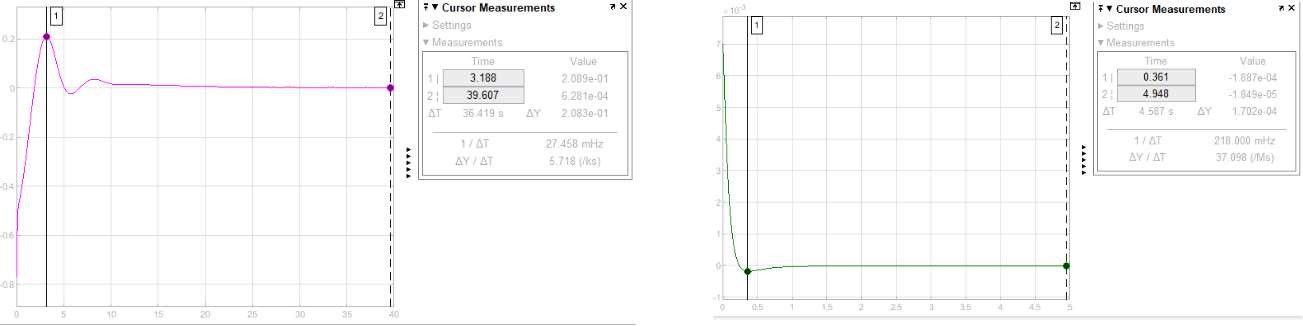 1
2
0.2
0
-0.2
-0.4
-0.6
-0.8
0
5
10
15
20
25
30
35
40
Cursor Measurements
Settings
Measurements
Time Value
1 | 3.188 2.089e-01
2 ¦ 39.607 6.281e-04
ΔT 36.419 s ΔY 2.083e-01
1 / ΔT 27.458 mHz
ΔY / ΔT 5.718 (/ks)
×10⁻³
1
2
7
6
5
4
3
2
1
0
-1
0
0.5
1
1.5
2
2.5
3
3.5
4
4.5
5
Cursor Measurements
Settings
Measurements
Time Value
1 | 0.361 -1.887e-04
2 ¦ 4.948 -1.849e-05
ΔT 4.587 s ΔY 1.702e-04
1 / ΔT 218.000 mHz
ΔY / ΔT 37.098 (/Ms)